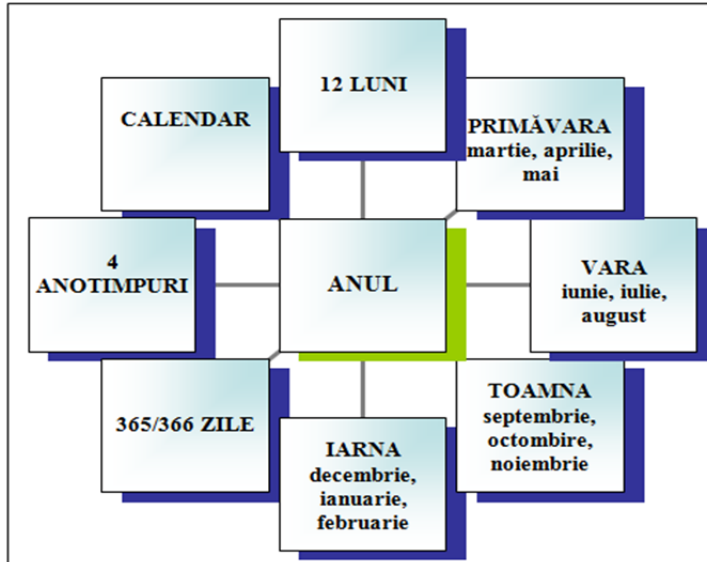 12 LUNI
CALENDAR
PRIMĂVARA
martie, aprilie,
mai
4
ANOTIMPURI
ANUL
VARA
iunie, iulie,
august
365/366 ZILE
TOAMNA
septembrie,
octombire,
noiembrie
IARNA
decembrie,
ianuarie,
februarie